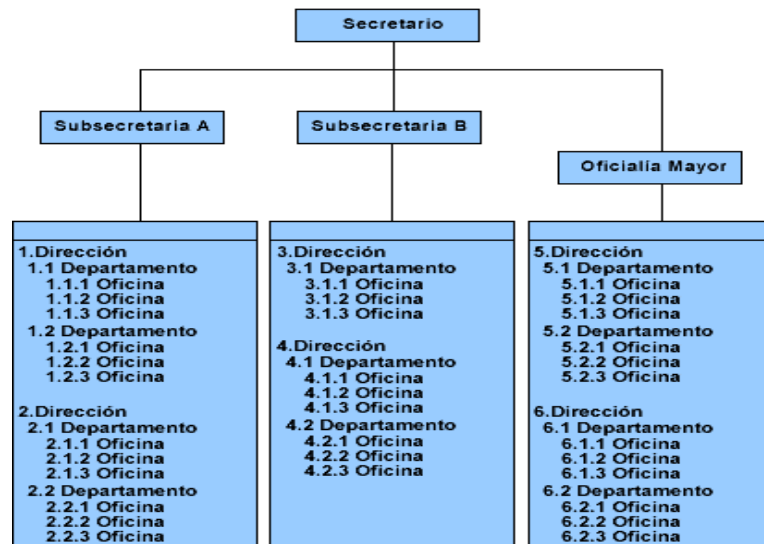 Secretario
Subsecretaria A
Subsecretaria B
Oficialía Mayor
1.Dirección
1.1 Departamento
1.1.1 Oficina
1.1.2 Oficina
1.1.3 Oficina
1.2 Departamento
1.2.1 Oficina
1.2.2 Oficina
1.2.3 Oficina
2.Dirección
2.1 Departamento
2.1.1 Oficina
2.1.2 Oficina
2.1.3 Oficina
2.2 Departamento
2.2.1 Oficina
2.2.2 Oficina
2.2.3 Oficina
3.Dirección
3.1 Departamento
3.1.1 Oficina
3.1.2 Oficina
3.1.3 Oficina
4.Dirección
4.1 Departamento
4.1.1 Oficina
4.1.2 Oficina
4.1.3 Oficina
4.2 Departamento
4.2.1 Oficina
4.2.2 Oficina
4.2.3 Oficina
5.Dirección
5.1 Departamento
5.1.1 Oficina
5.1.2 Oficina
5.1.3 Oficina
5.2 Departamento
5.2.1 Oficina
5.2.2 Oficina
5.2.3 Oficina
6.Dirección
6.1 Departamento
6.1.1 Oficina
6.1.2 Oficina
6.1.3 Oficina
6.2 Departamento
6.2.1 Oficina
6.2.2 Oficina
6.2.3 Oficina